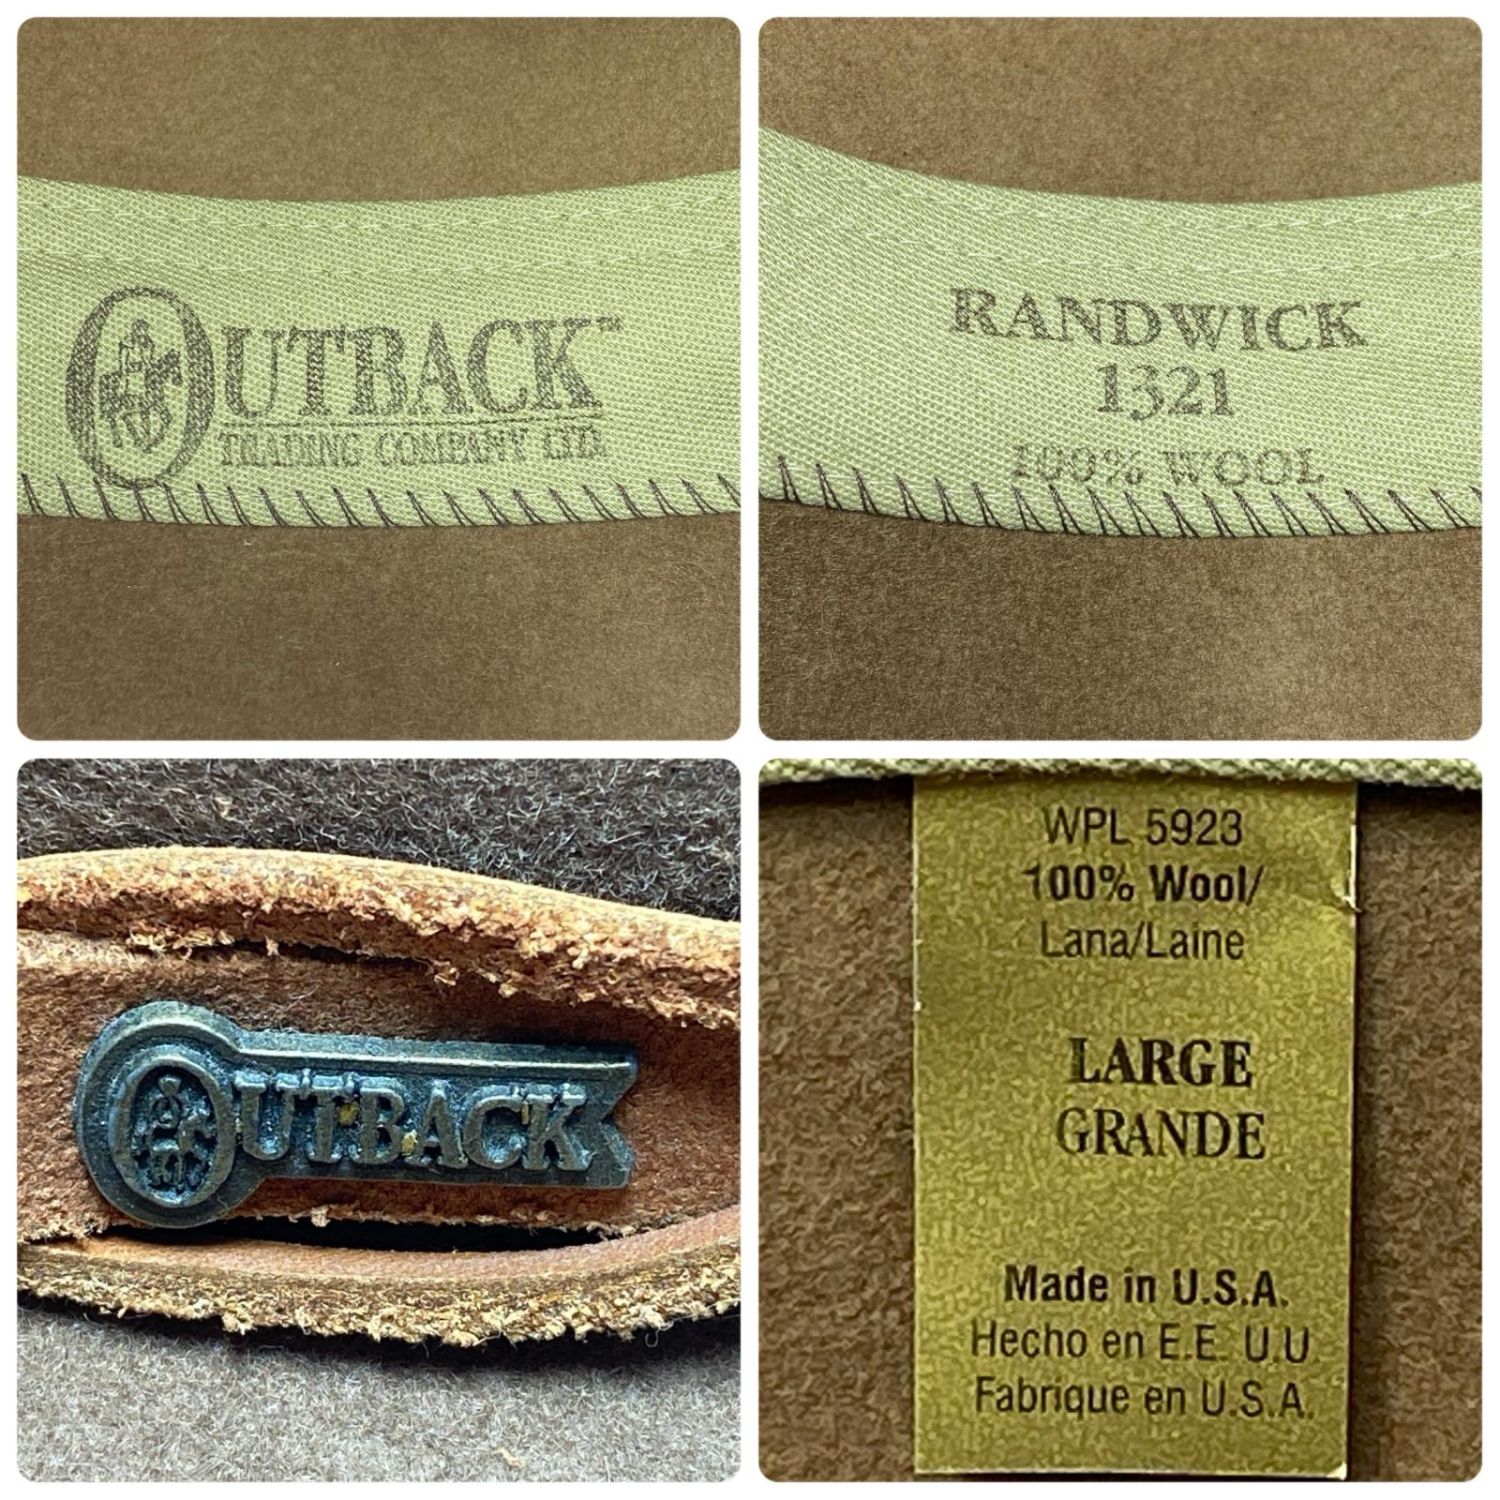 OUTBACK™
TRADING COMPANY LTD.
RANDWICK
1321
100% WOOL
OUTBACK
WPL 5923
100% Wool/
Lana/Laine
LARGE
GRANDE
Made in U.S.A.
Hecho en E.E. U.U
Fabrique en U.S.A.